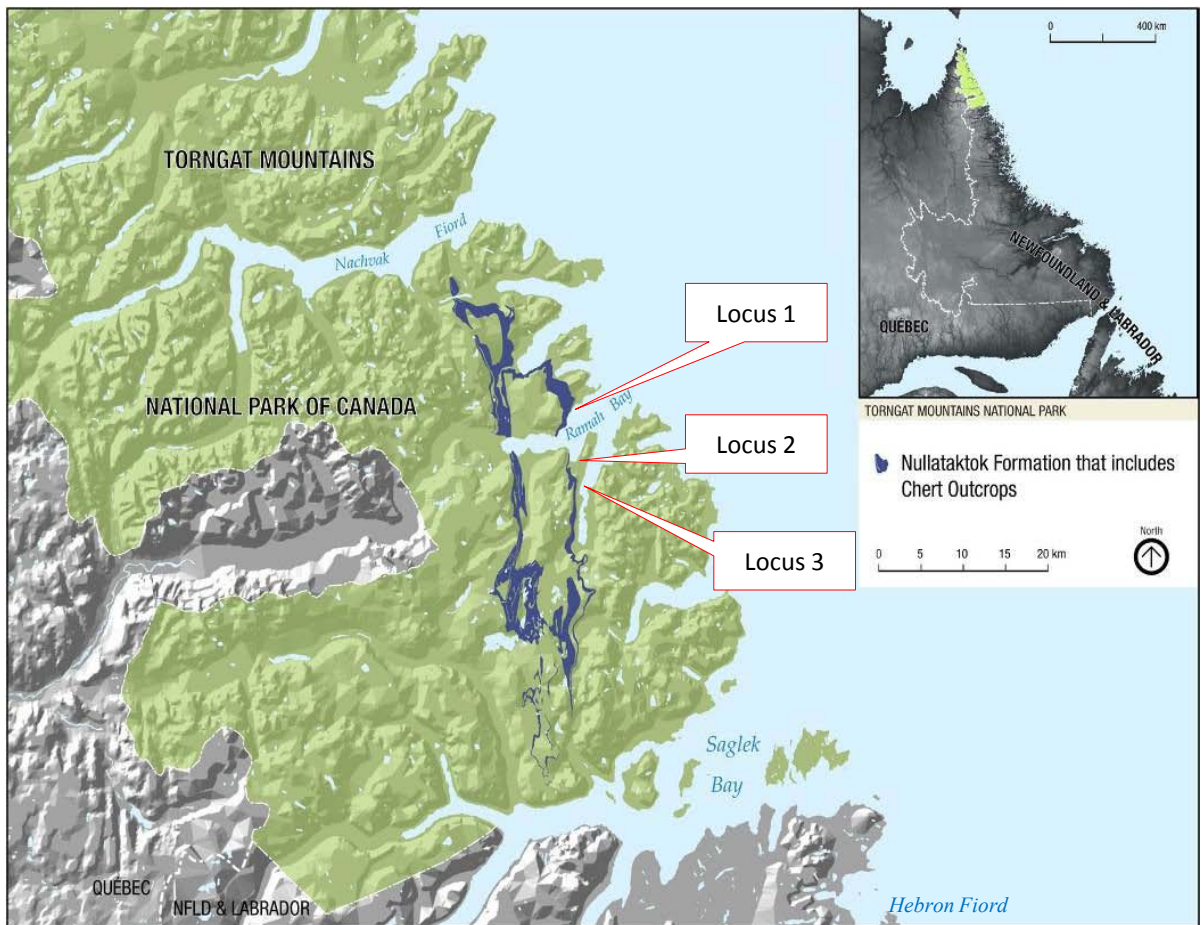 TORNGAT MOUNTAINS
Fiord
Nachvak
NATIONAL PARK OF CANADA
Locus 1
Ramah Bay
Locus 2
Locus 3
Saglek
Bay
QUÉBEC
NFLD & LABRADOR
Hebron Fiord
0 400 km
NEWFOUNDLAND & LABRADOR
QUÉBEC
TORNGAT MOUNTAINS NATIONAL PARK
Nullataktok Formation that includes
Chert Outcrops
North
0 5 10 15 20 km